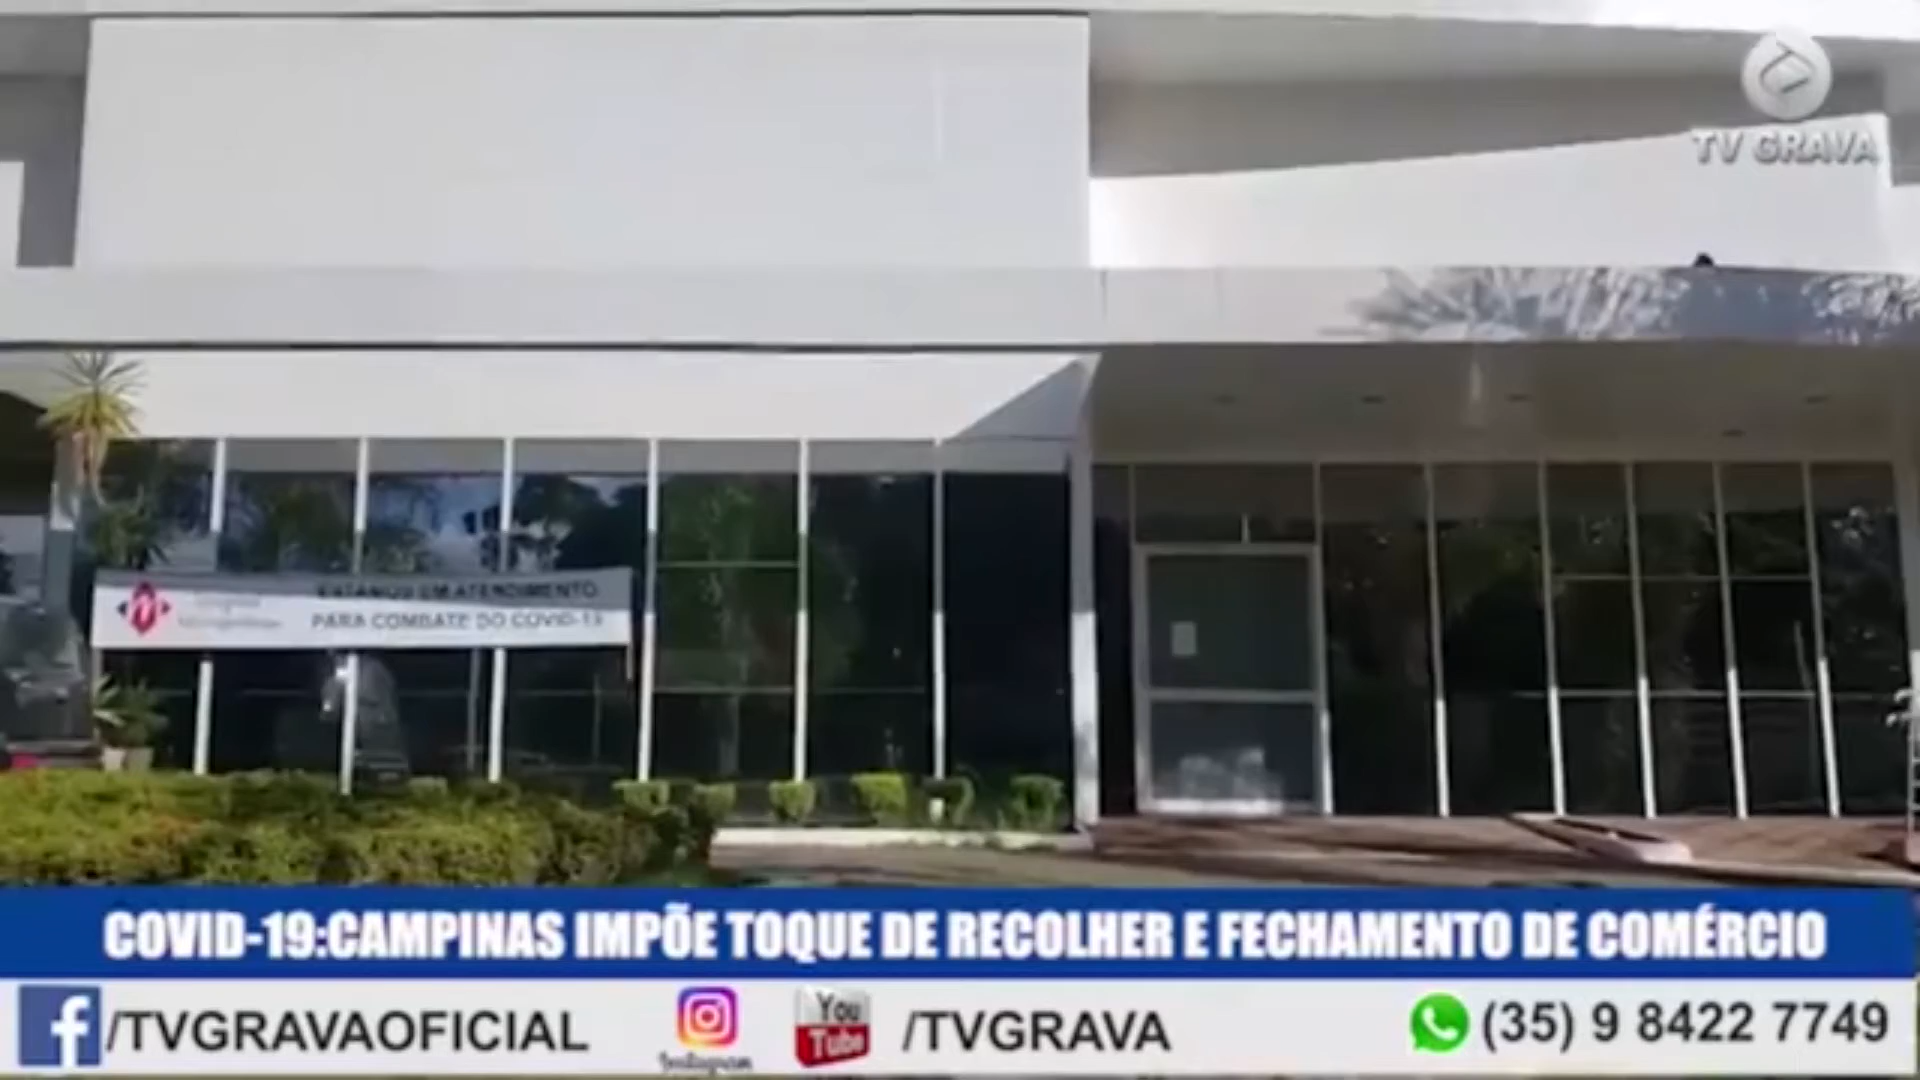 TV GRAVA
EM ATENDIMENTO
PARA COMBATE DO COVID-19
COVID-19:CAMPINAS IMPÕE TOQUE DE RECOLHER E FECHAMENTO DE COMÉRCIO
/TVGRAVAOFICIAL
Instagram
You
Tube
/TVGRAVA
(35) 9 8422 7749